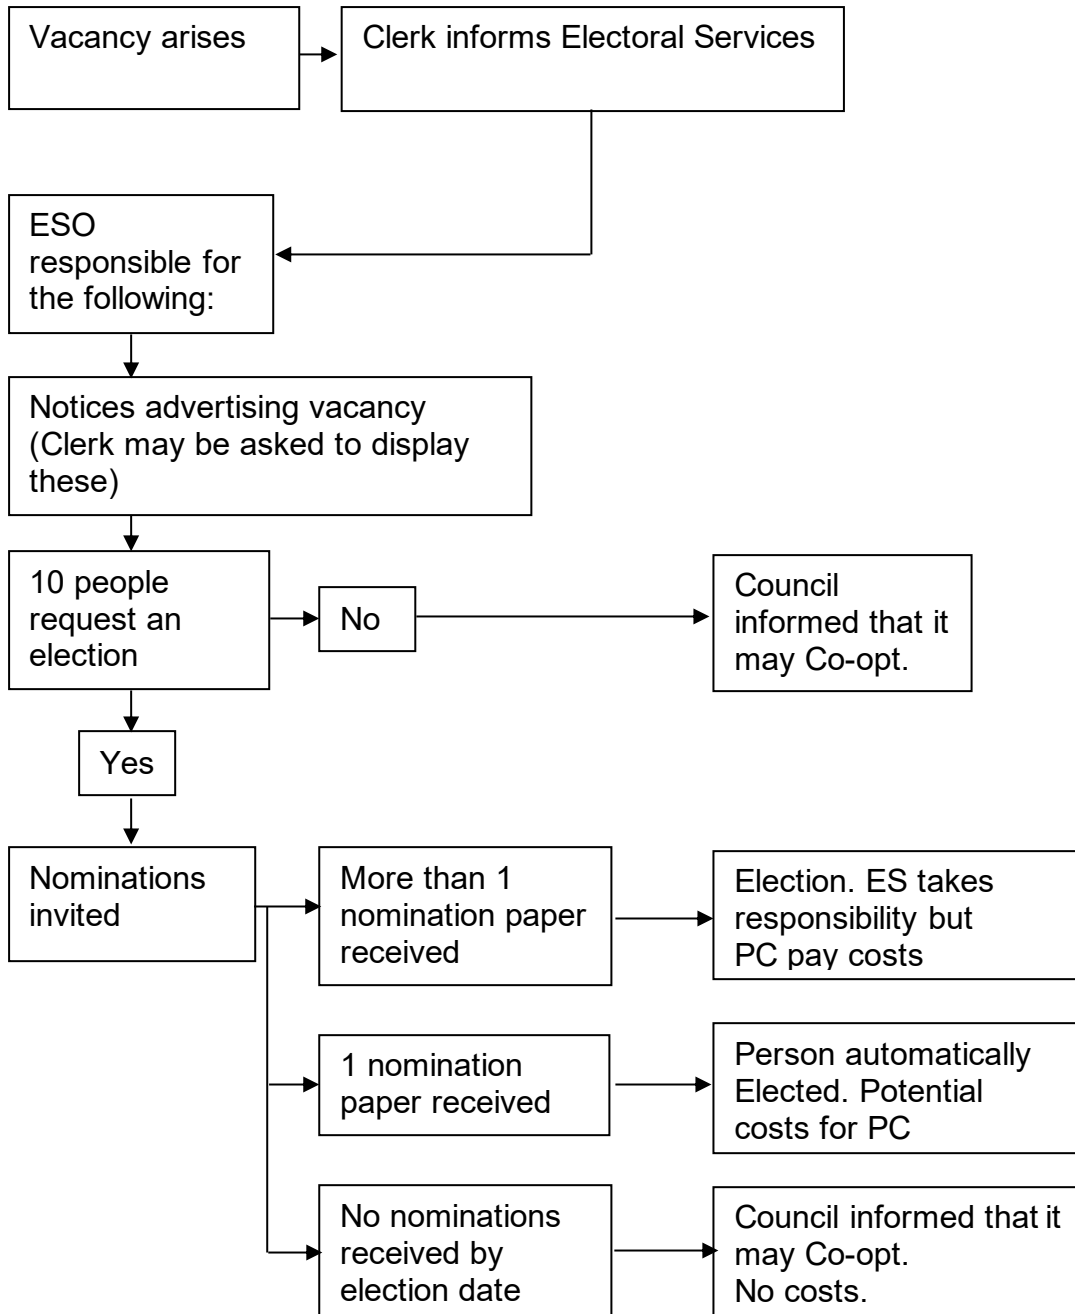 Vacancy arises
Clerk informs Electoral Services
ESO
responsible for
the following:
Notices advertising vacancy
(Clerk may be asked to display
these)
10 people
request an
election
No
Council
informed that it
may Co-opt.
Yes
Nominations
invited
More than 1
nomination paper
received
Election. ES takes
responsibility but
PC pay costs
1 nomination
paper received
Person automatically
Elected. Potential
costs for PC
No nominations
received by
election date
Council informed that it
may Co-opt.
No costs.